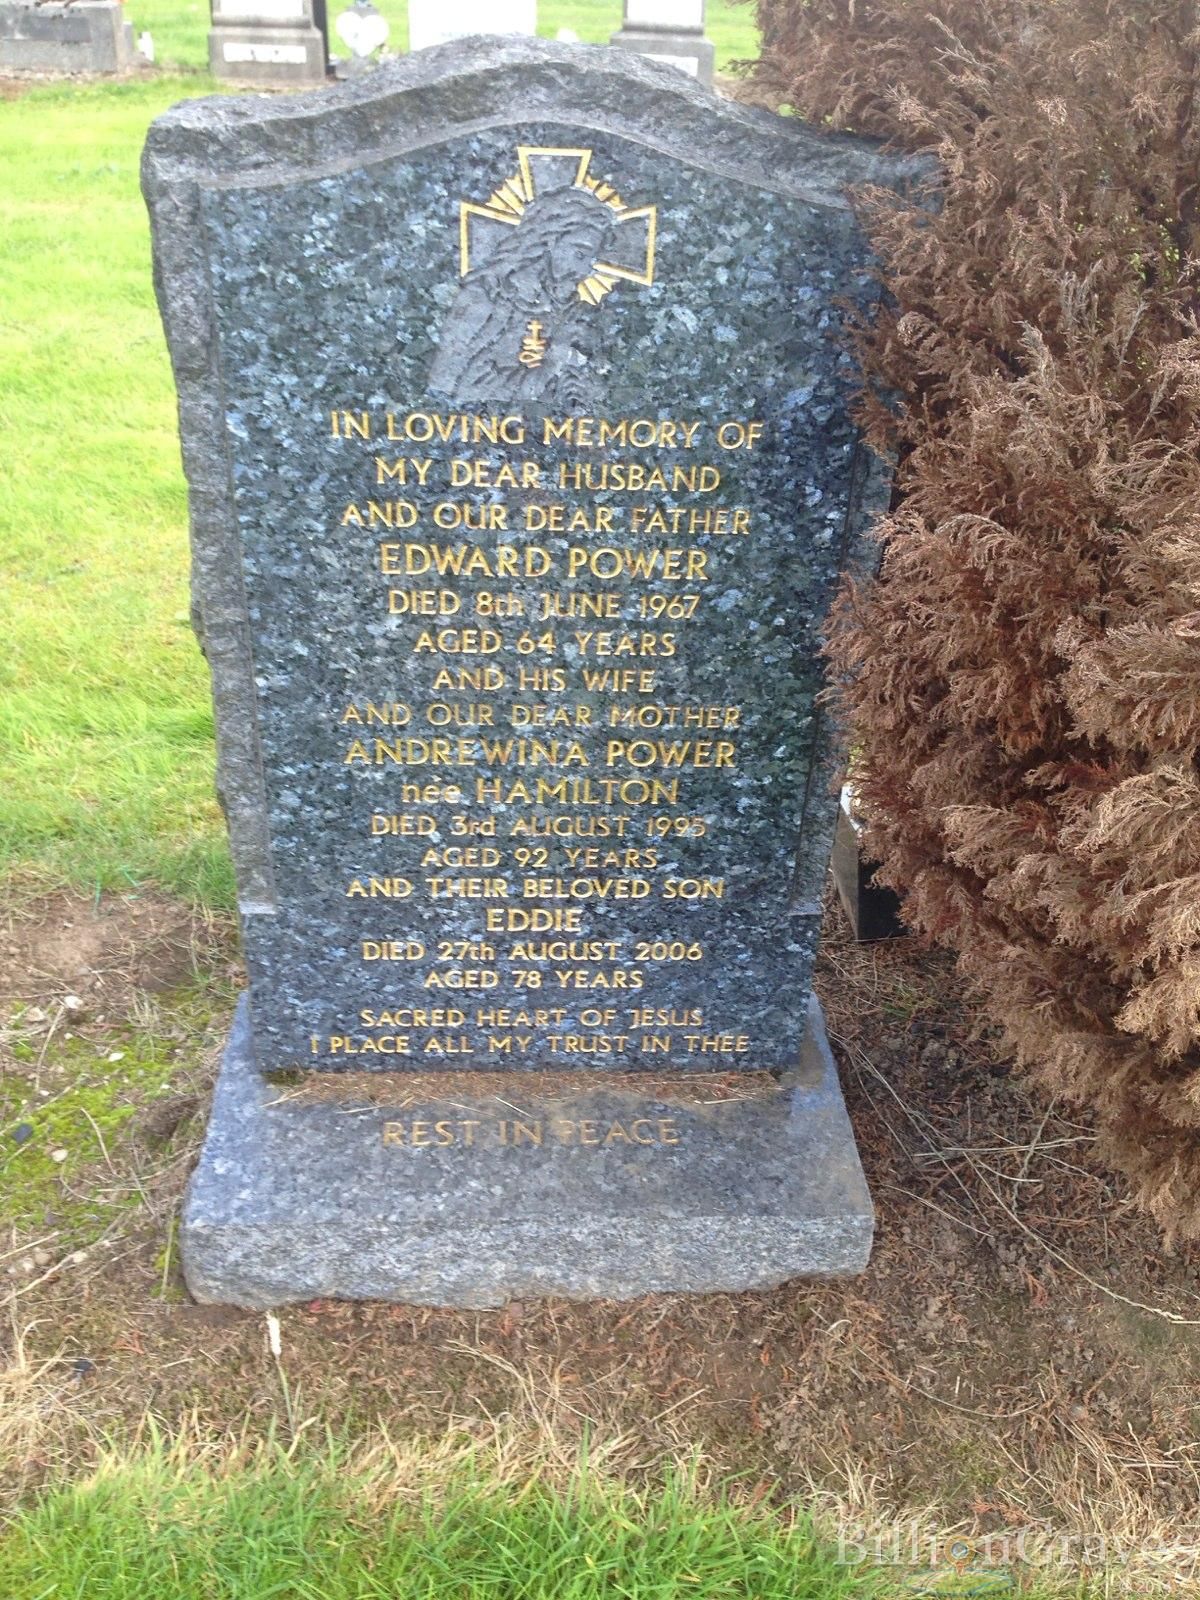 IN LOVING MEMORY OF
MY DEAR HUSBAND
AND OUR DEAR FATHER
EDWARD POWER
DIED 8th JUNE 1967
AGED 64 YEARS
AND HIS WIFE
AND OUR DEAR MOTHER
ANDREWINA POWER
née HAMILTON
DIED 3rd AUGUST 1995
AGED 92 YEARS
AND THEIR BELOVED SON
EDDIE
DIED 27th AUGUST 2006
AGED 78 YEARS
SACRED HEART OF JESUS
I PLACE ALL MY TRUST IN THEE
REST IN PEACE
BillionGraves